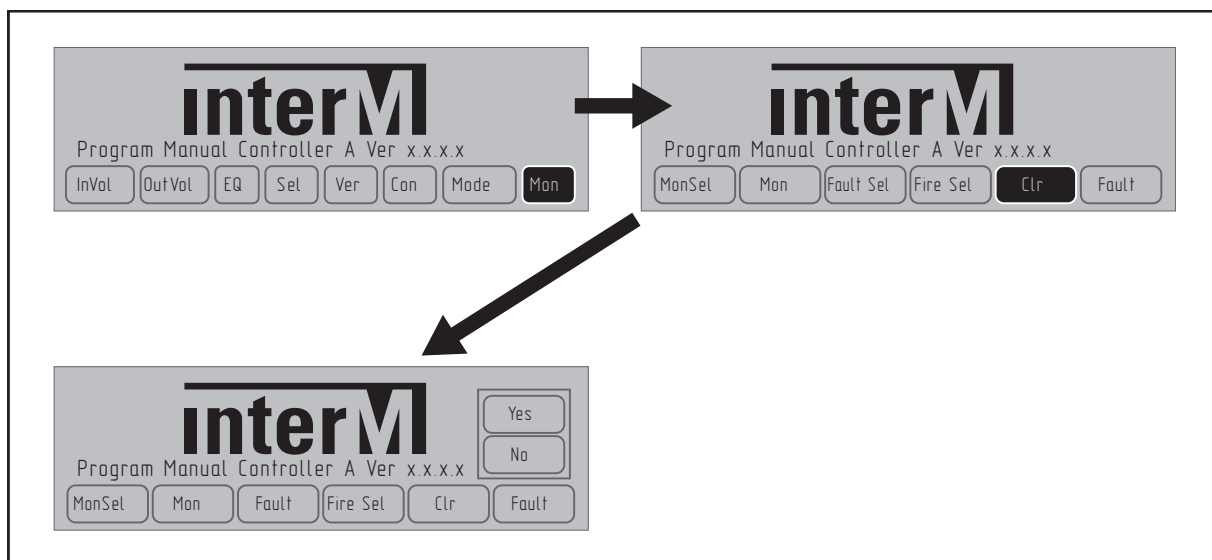 interM
Program Manual Controller A Ver x.x.x.x
InVol OutVol EQ Sel Ver Con Mode Mon
interM
Program Manual Controller A Ver x.x.x.x
MonSel Mon Fault Sel Fire Sel Clr Fault
interM
Yes
No
Program Manual Controller A Ver x.x.x.x
MonSel Mon Fault Fire Sel Clr Fault